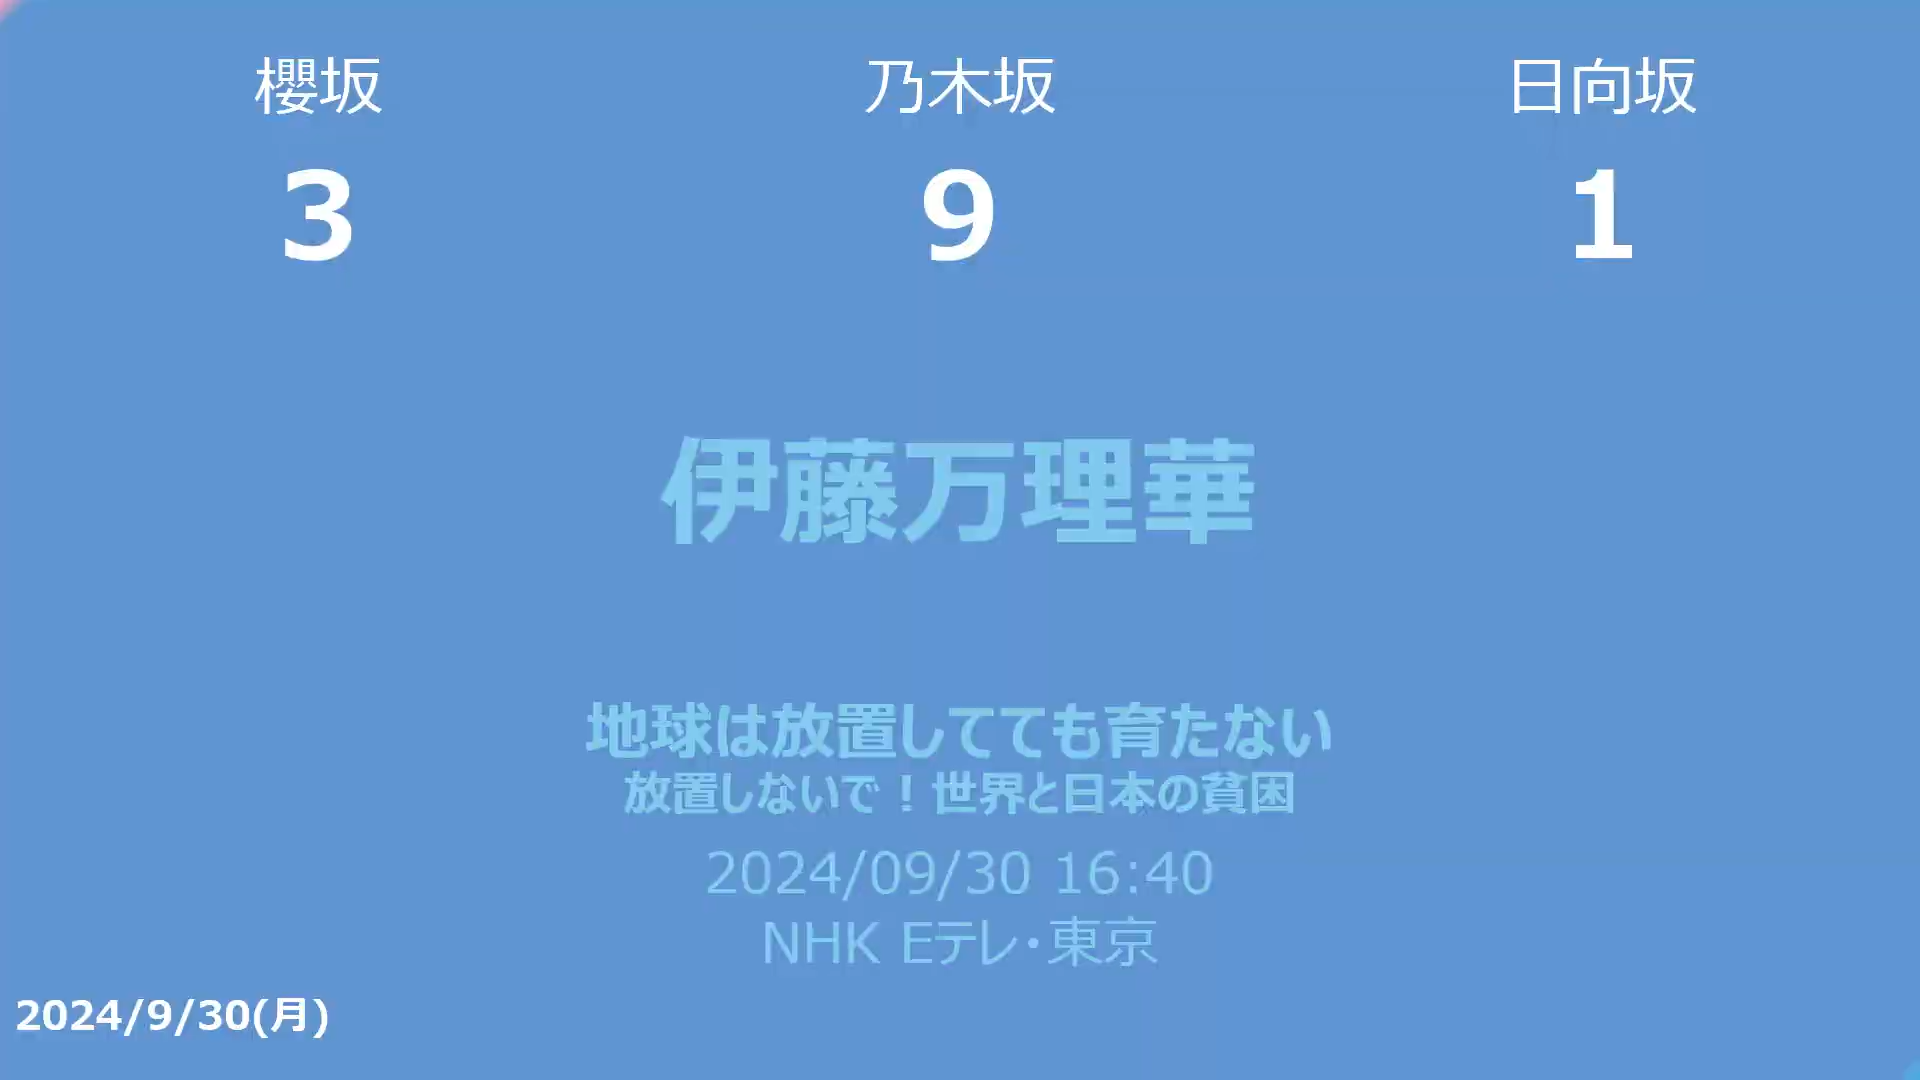 櫻坂 乃木坂 日向坂
3 9 1
伊藤万理華
地球は放置してても育たない
放置しないで！世界と日本の貧困
2024/09/30 16:40
NHK Eテレ・東京
2024/9/30(月)